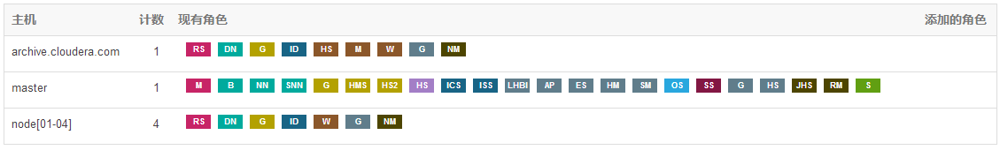 主机 计数 现有角色 添加的角色
archive.cloudera.com 1 RS DN G ID HS M W G NM
master 1 M B NN SNN G HMS HS2 HS ICS ISS LHBI AP ES HM SM OS SS G HS JHS RM S
node[01-04] 4 RS DN G ID W G NM